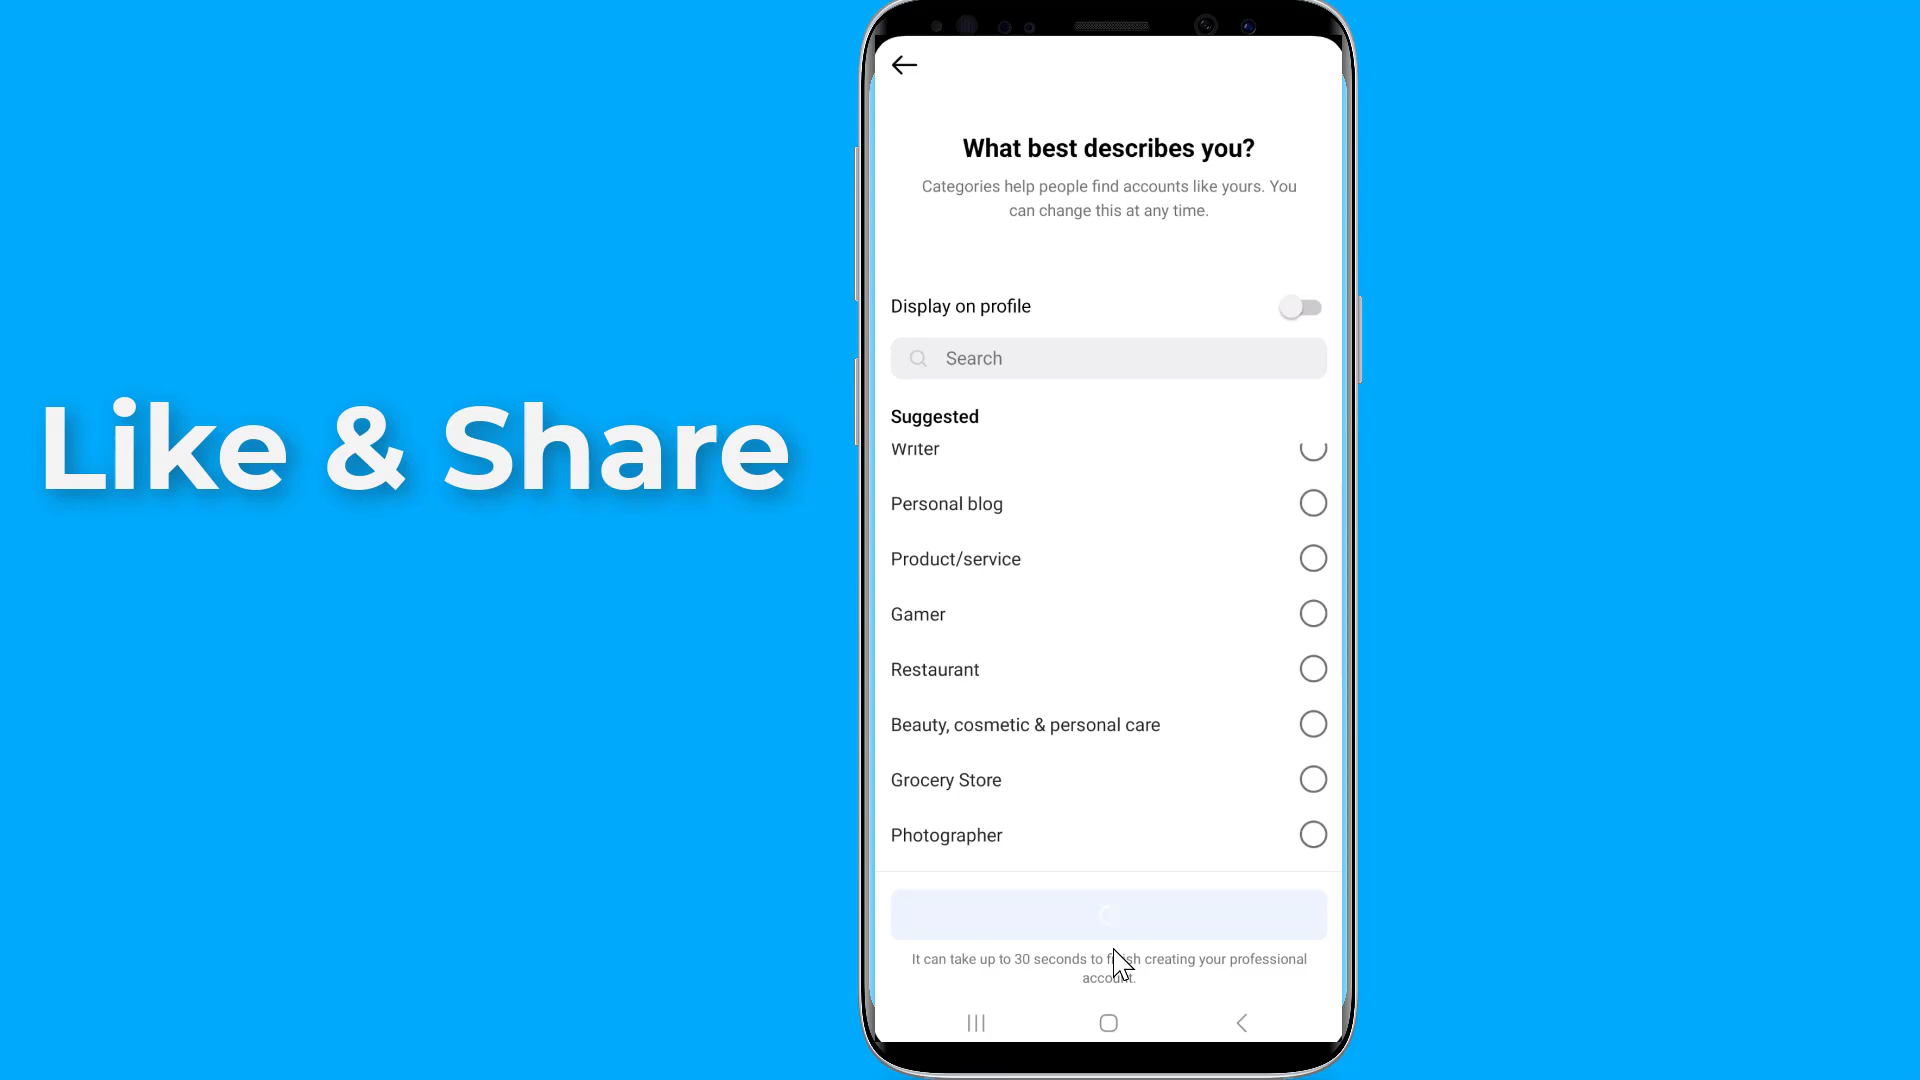 Like & Share
What best describes you?
Categories help people find accounts like yours. You
can change this at any time.
Display on profile
Search
Suggested
Writer
Personal blog
Product/service
Gamer
Restaurant
Beauty, cosmetic & personal care
Grocery Store
Photographer
It can take up to 30 seconds to finish creating your professional
account.